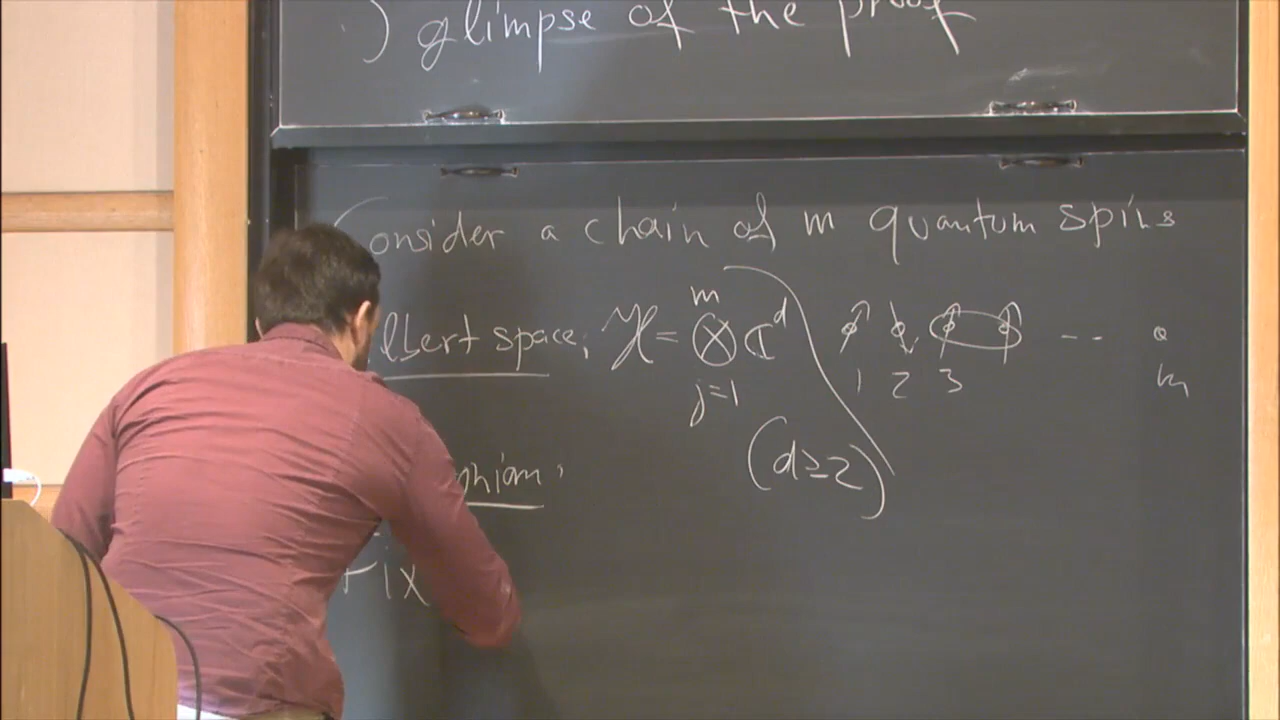 ) glimpse of the proof
Consider a chain of m quantum spins
lbert space: ℋ = ⊗_{j=1}^{m} ℂ^d 1 2 3 -- m
(d≥2)
nian:
Fix